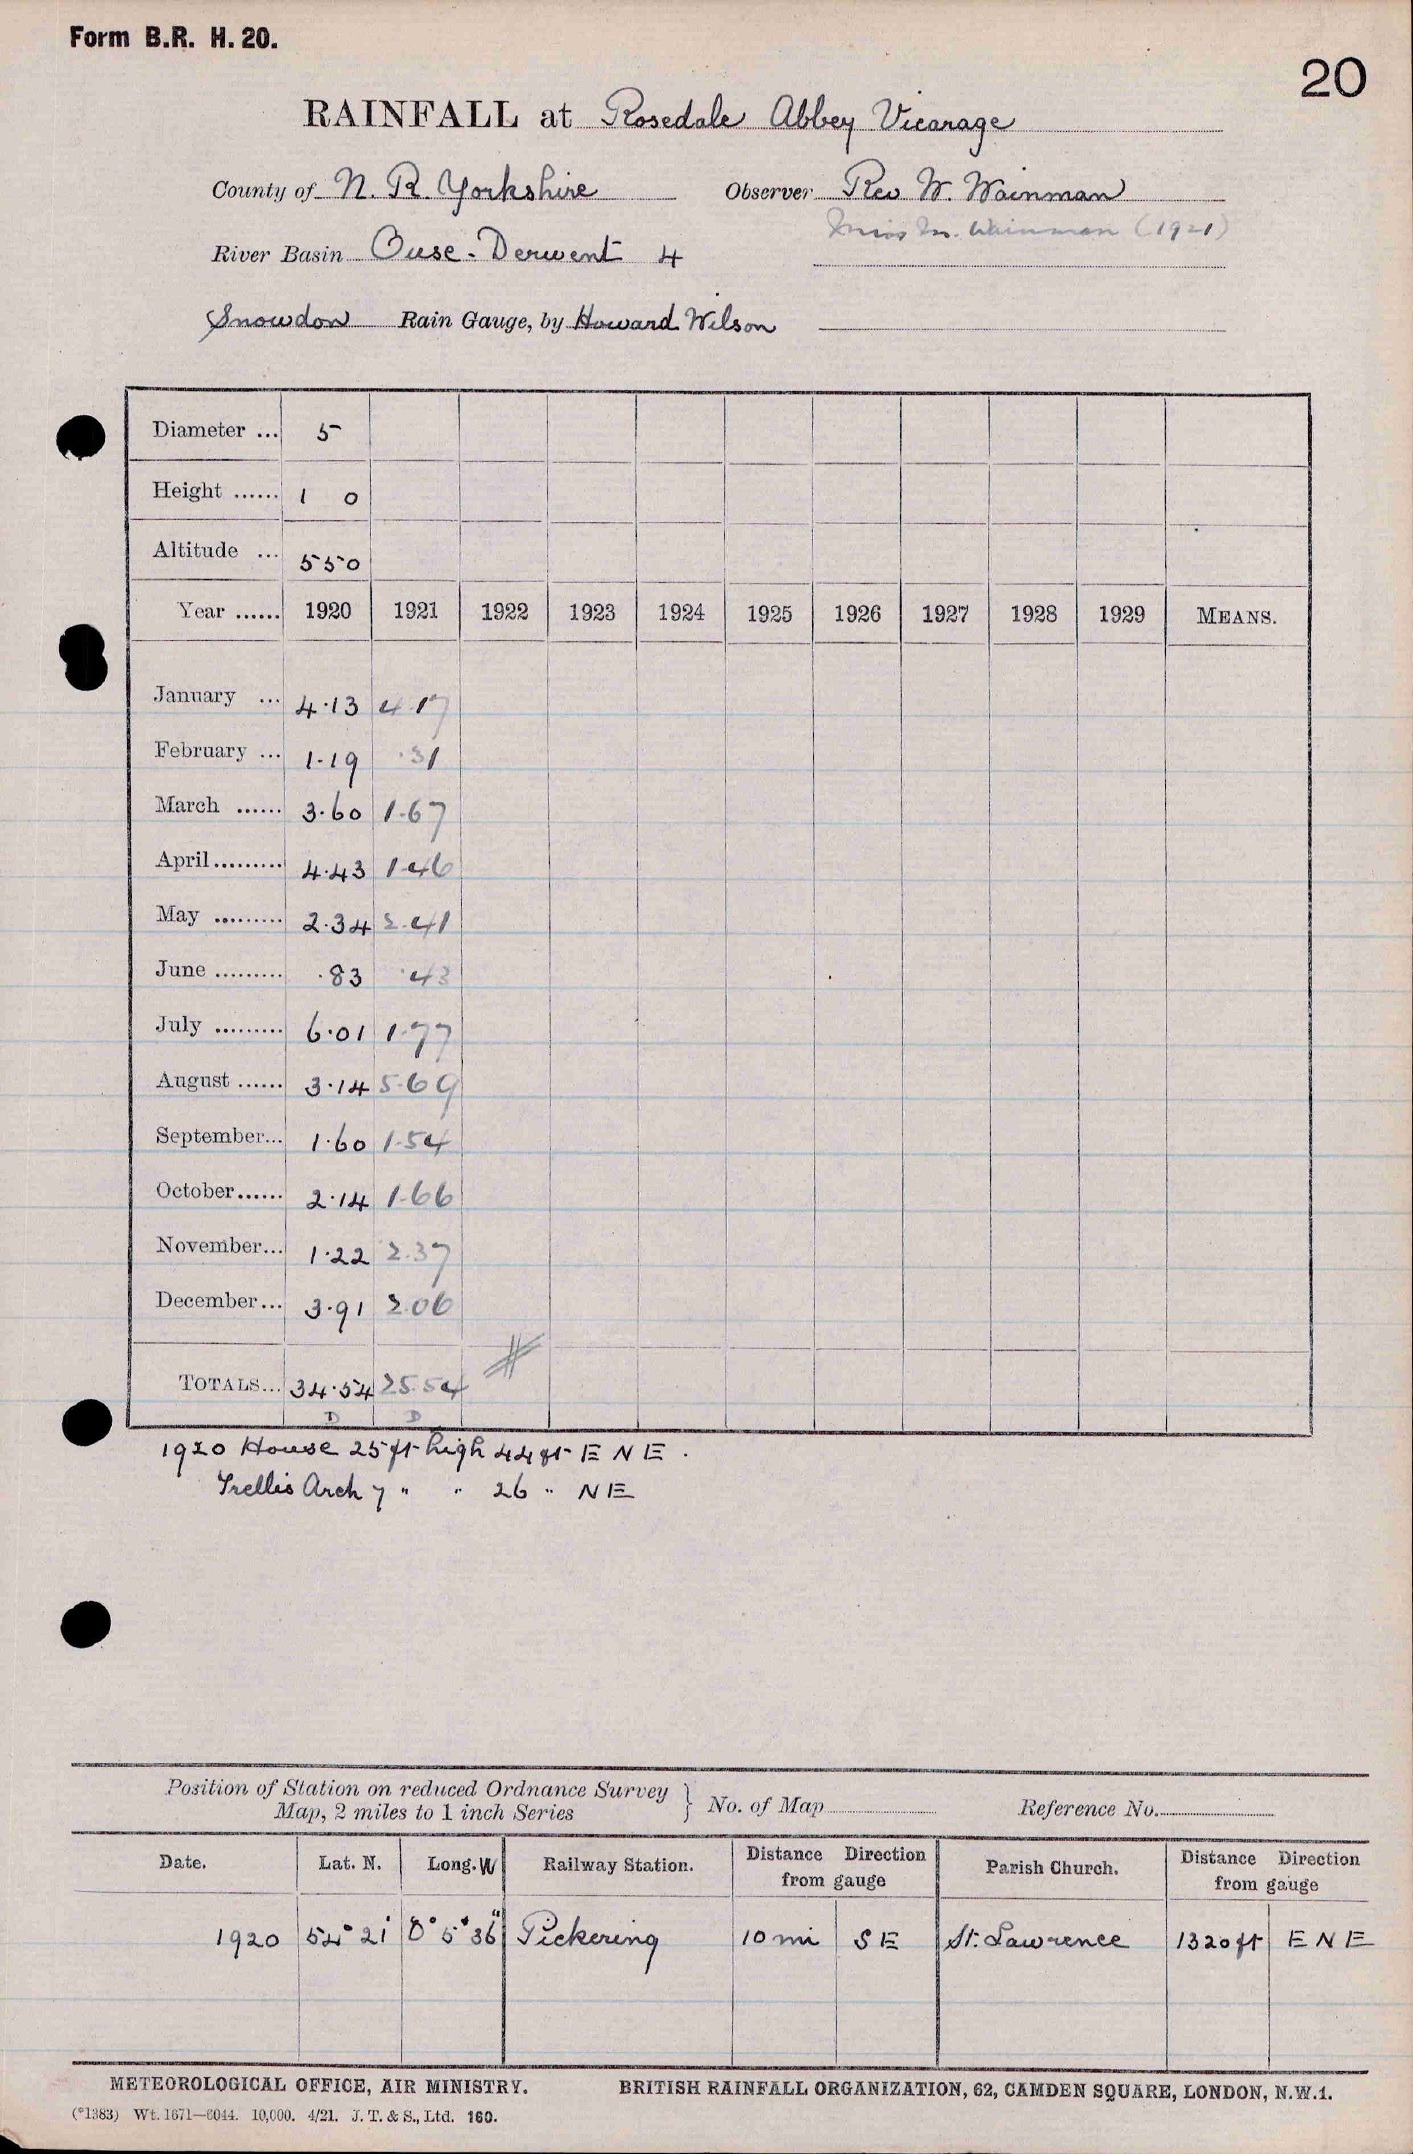 Form B.R. H. 20.
20
RAINFALL at Rosedale Abbey Vicarage
County of N. R. Yorkshire Observer Rev W. Wainman
Miss M. Wainman (1921)
River Basin Ouse - Derwent 4
Snowdon Rain Gauge, by Howard Wilson
Diameter ... 5
Height ...... 1 0
Altitude ... 550
Year ...... 1920 1921 1922 1923 1924 1925 1926 1927 1928 1929 MEANS.
January ... 4.13 4.17
February ... 1.19 .31
March ...... 3.60 1.67
April ......... 4.43 1.46
May ......... 2.34 2.41
June ......... .83 .43
July ......... 6.01 1.77
August ...... 3.14 5.69
September... 1.60 1.54
October...... 2.14 1.66
November... 1.22 2.37
December... 3.91 2.06
TOTALS... 34.54 25.54
D D
1920 House 25 ft high 44 ft E N E .
Trellis Arch 7 " " 26 " NE
Position of Station on reduced Ordnance Survey
Map, 2 miles to 1 inch Series } No. of Map Reference No.
Date. Lat. N. Long. W Railway Station. Distance Direction from gauge Parish Church. Distance Direction from gauge
1920 54° 21' 0° 5' 36" Pickering 10 mi S E St. Lawrence 1320 ft E N E
METEOROLOGICAL OFFICE, AIR MINISTRY. BRITISH RAINFALL ORGANIZATION, 62, CAMDEN SQUARE, LONDON, N.W.1.
(*1383) Wt. 1671—6044. 10,000. 4/21. J. T. & S., Ltd. 160.